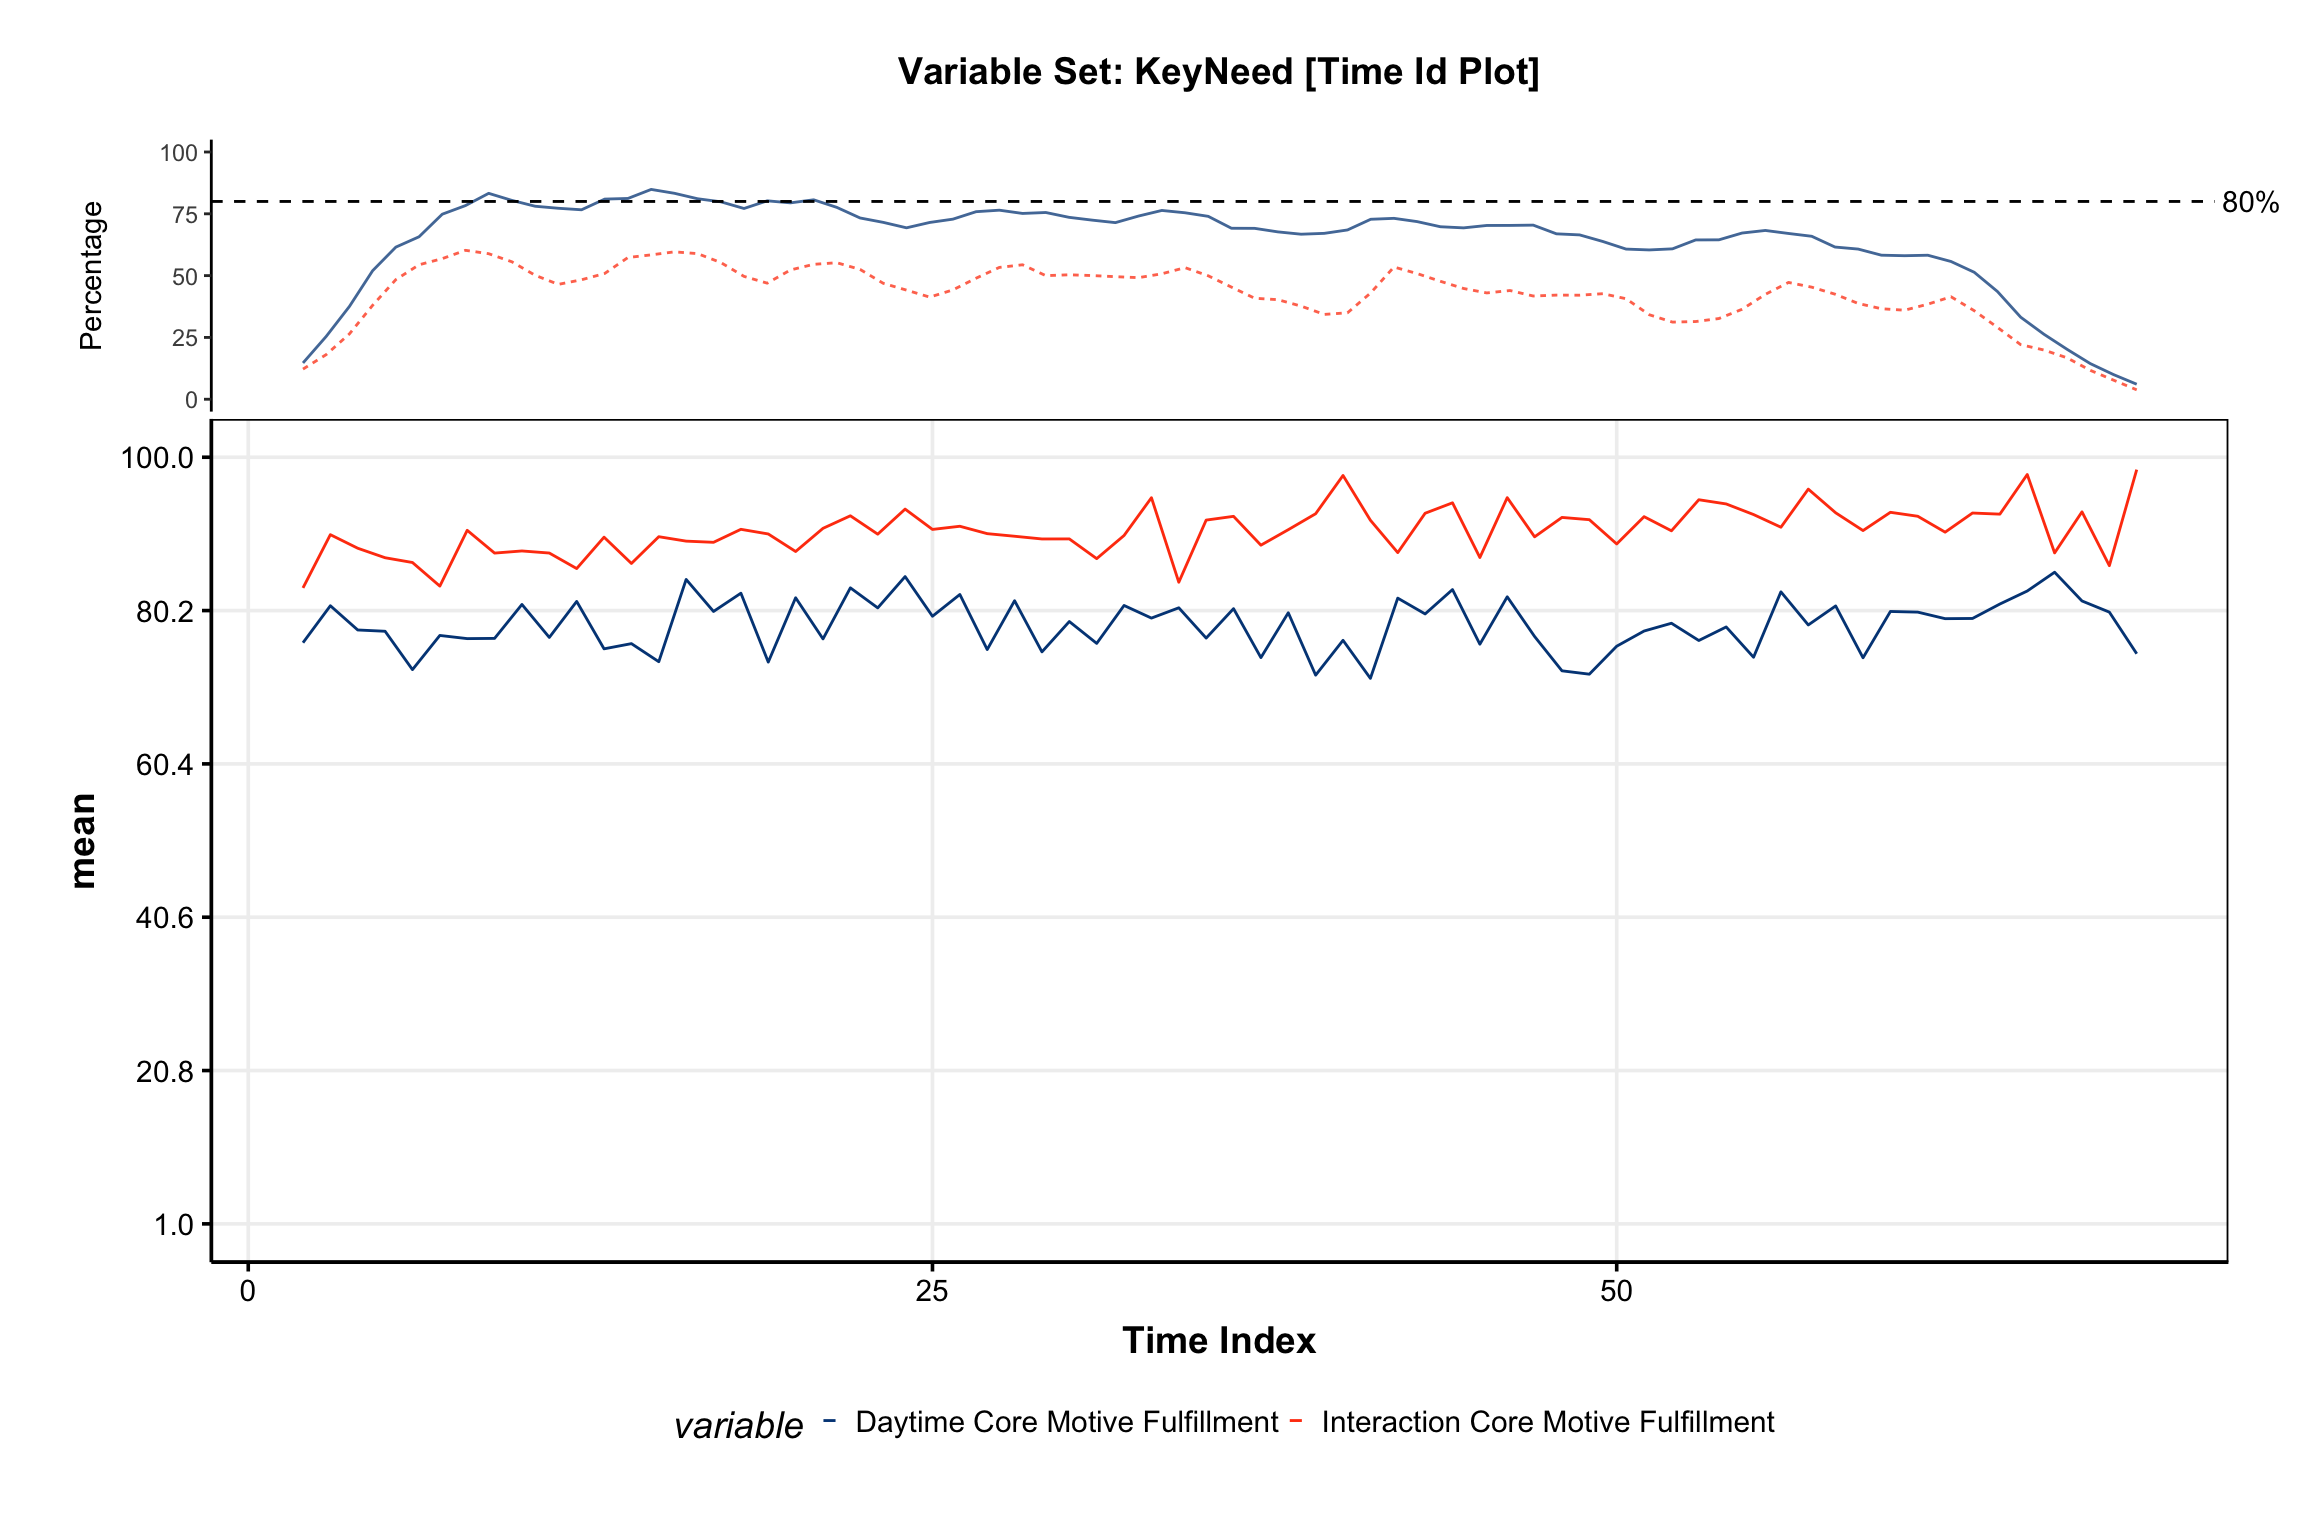 Variable Set: KeyNeed [Time Id Plot]
Percentage
100
75
50
25
0
80%
mean
100.0
80.2
60.4
40.6
20.8
1.0
0 25 50
Time Index
variable Daytime Core Motive Fulfillment Interaction Core Motive Fulfillment